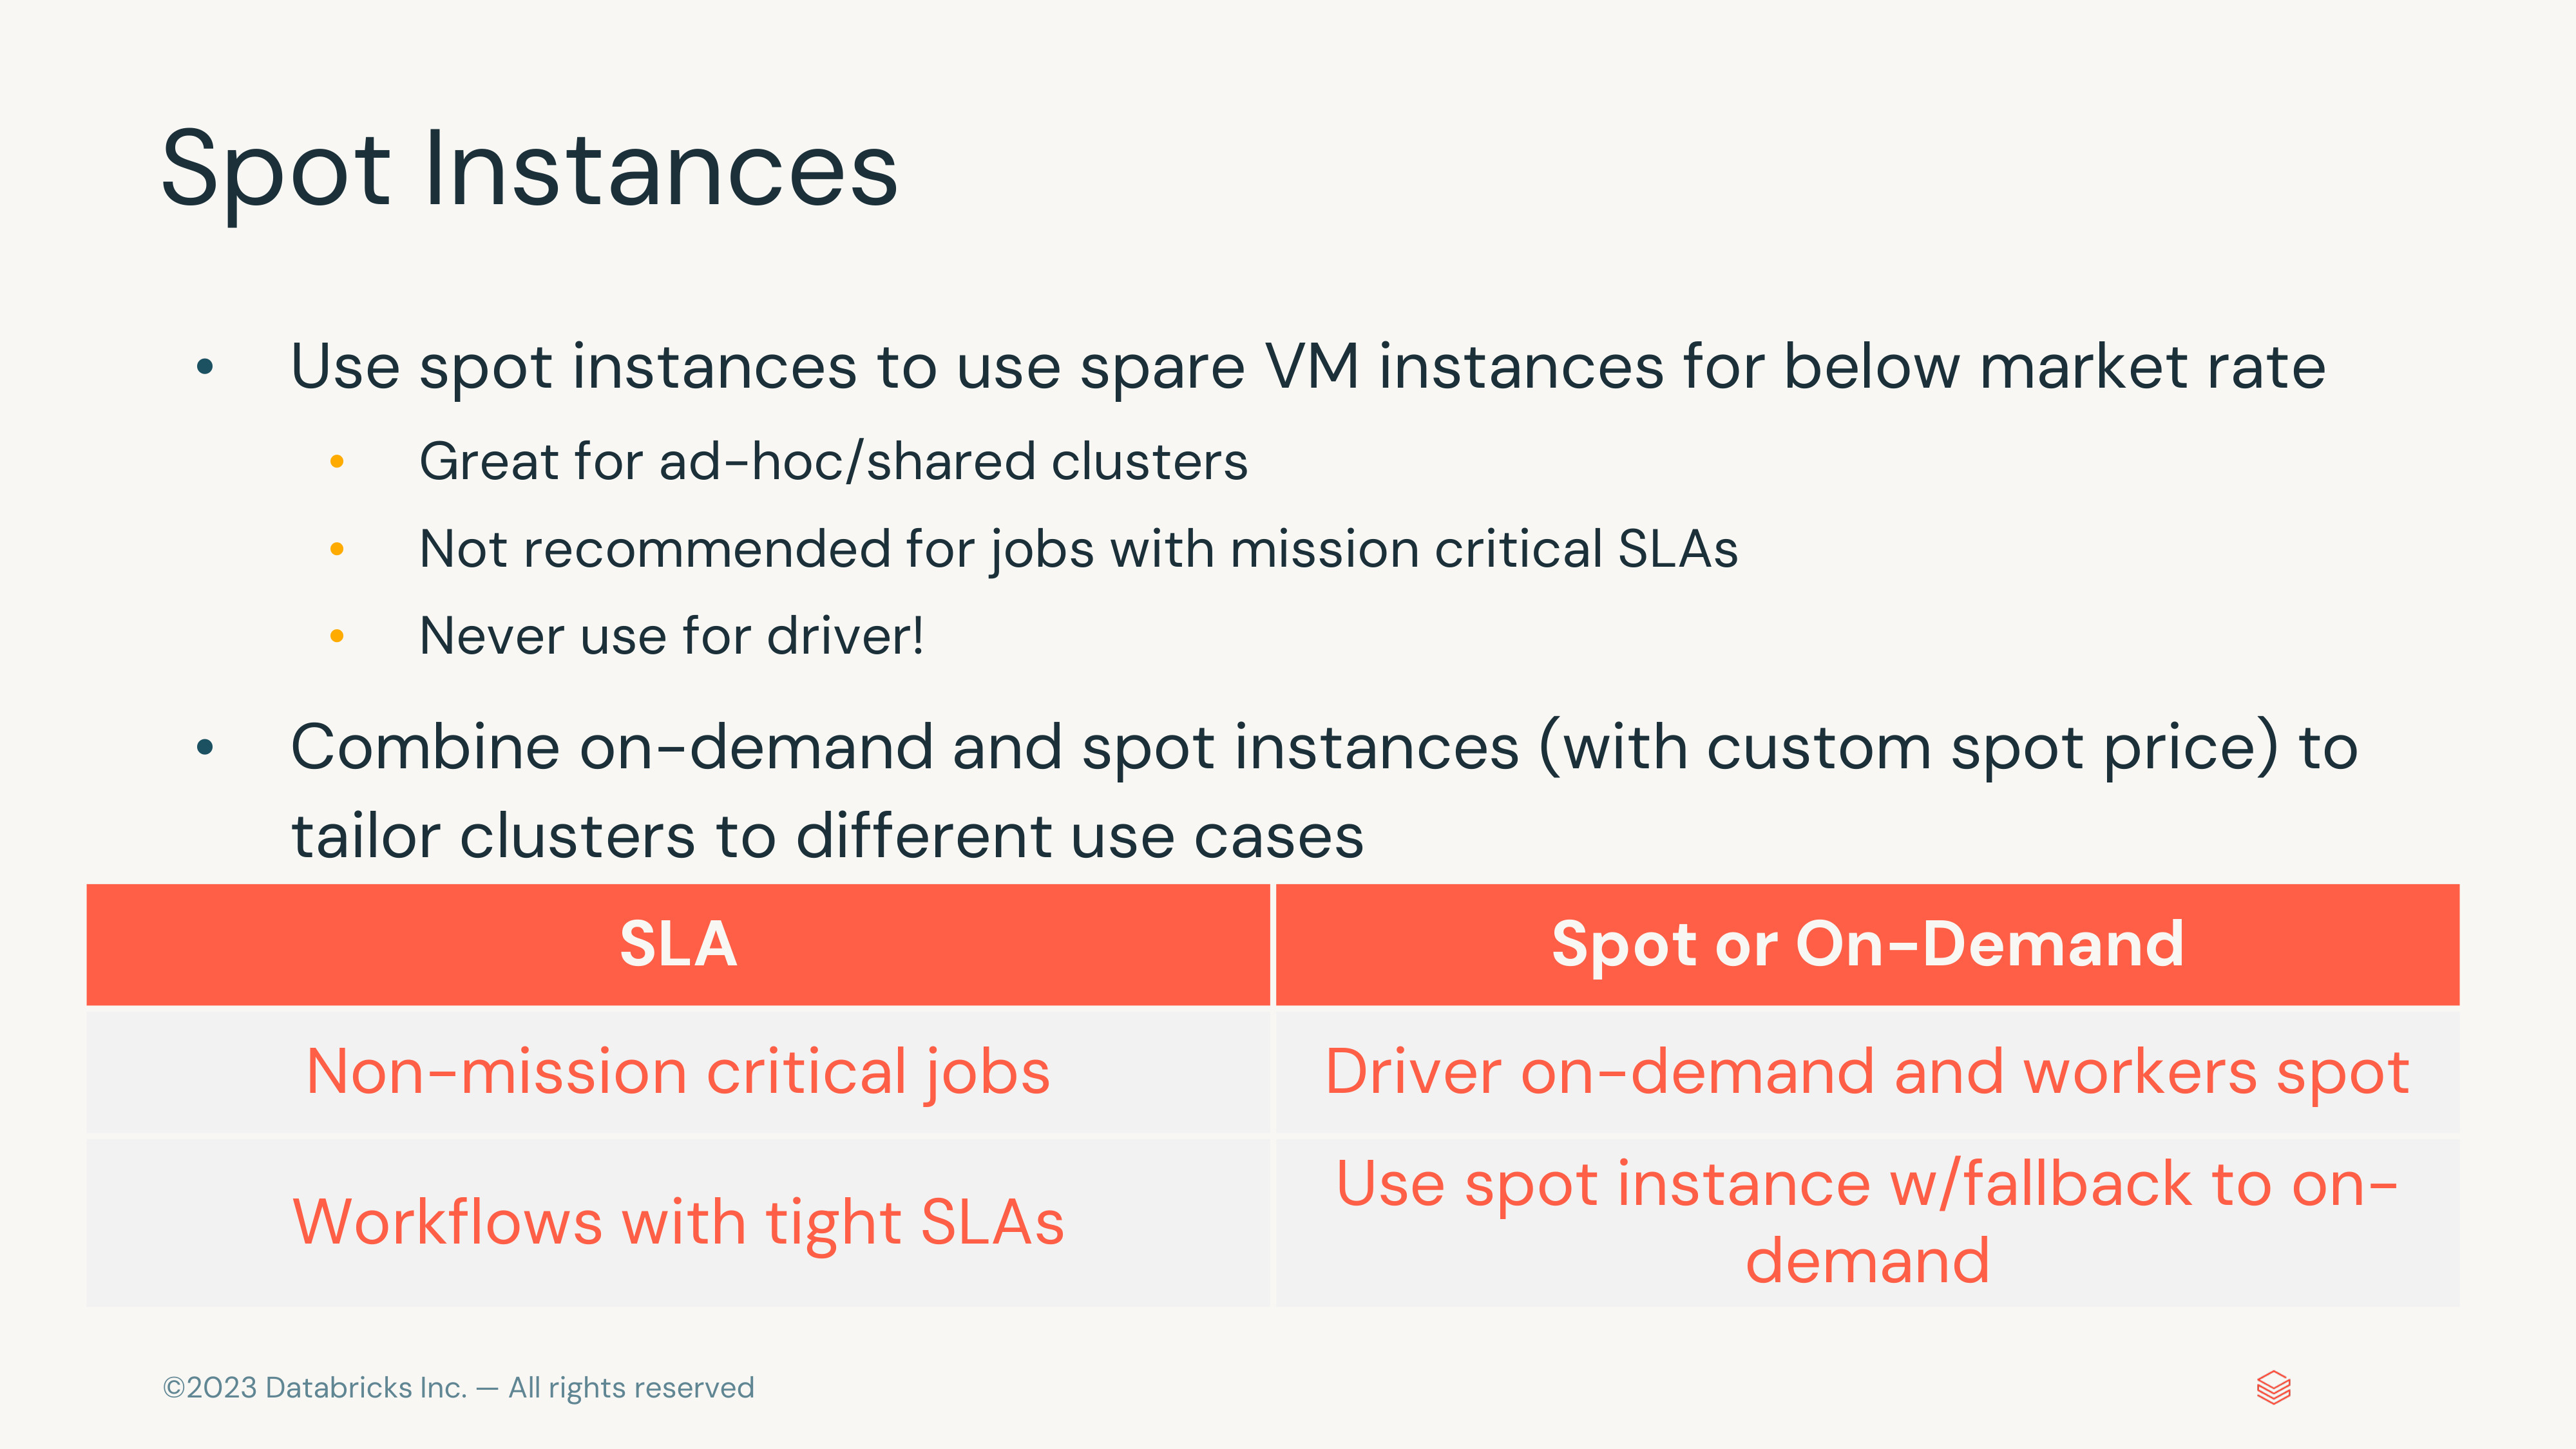 Spot Instances
• Use spot instances to use spare VM instances for below market rate
• Great for ad-hoc/shared clusters
• Not recommended for jobs with mission critical SLAs
• Never use for driver!
• Combine on-demand and spot instances (with custom spot price) to
tailor clusters to different use cases
SLA
Spot or On-Demand
Non-mission critical jobs
Driver on-demand and workers spot
Workflows with tight SLAs
Use spot instance w/fallback to on-
demand
©2023 Databricks Inc. — All rights reserved